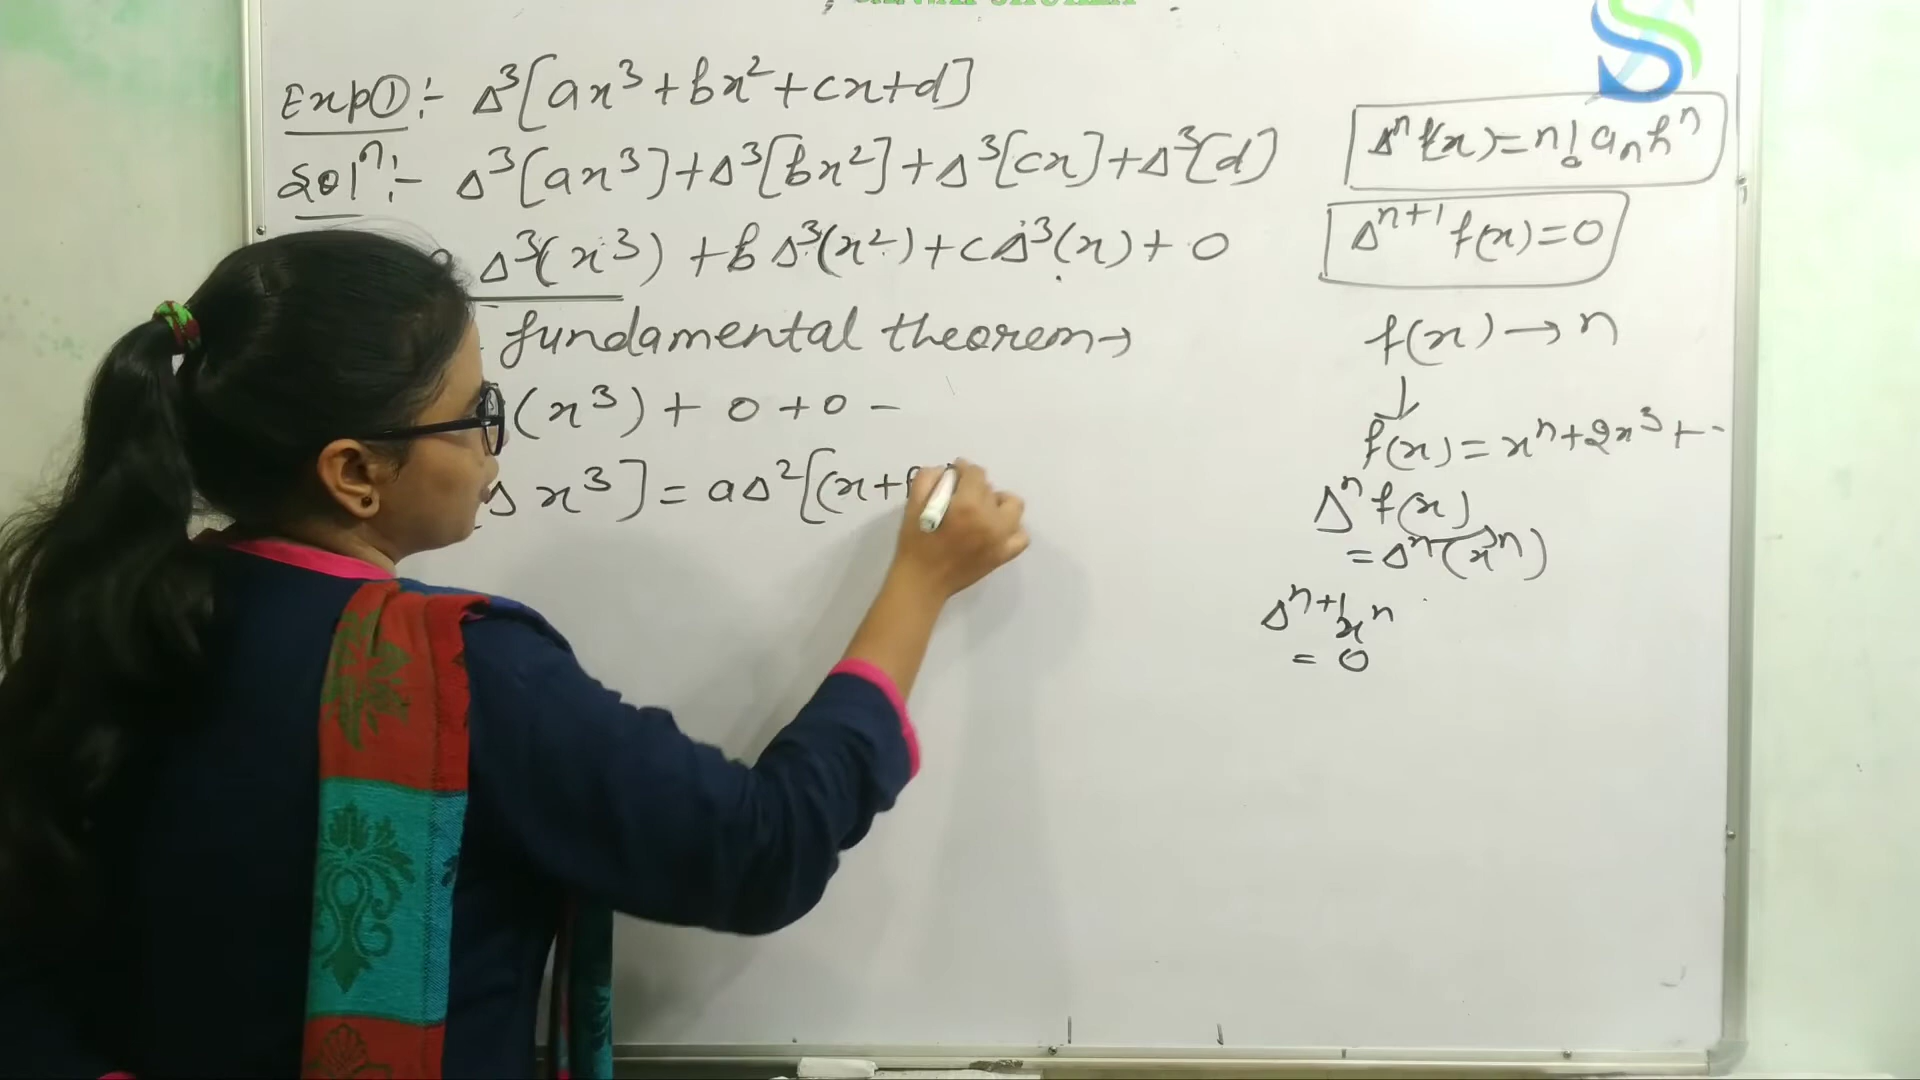 Exp①:- Δ³[ax³+bx²+cx+d]
Solⁿ:- Δ³[ax³]+Δ³[bx²]+Δ³[cx]+Δ³[d]
Δ³(x³) +bΔ³(x²)+cΔ³(x)+0
fundamental theorem→
(x³)+0+0-
Δx³]=aΔ²[(x+
Δⁿf(x)=n!aₙhⁿ
Δⁿ⁺¹f(x)=0
f(x)→n
↓
f(x)=xⁿ+2x³+--
Δⁿf(x)
=Δⁿ(xⁿ)
Δⁿ⁺¹xⁿ
=0